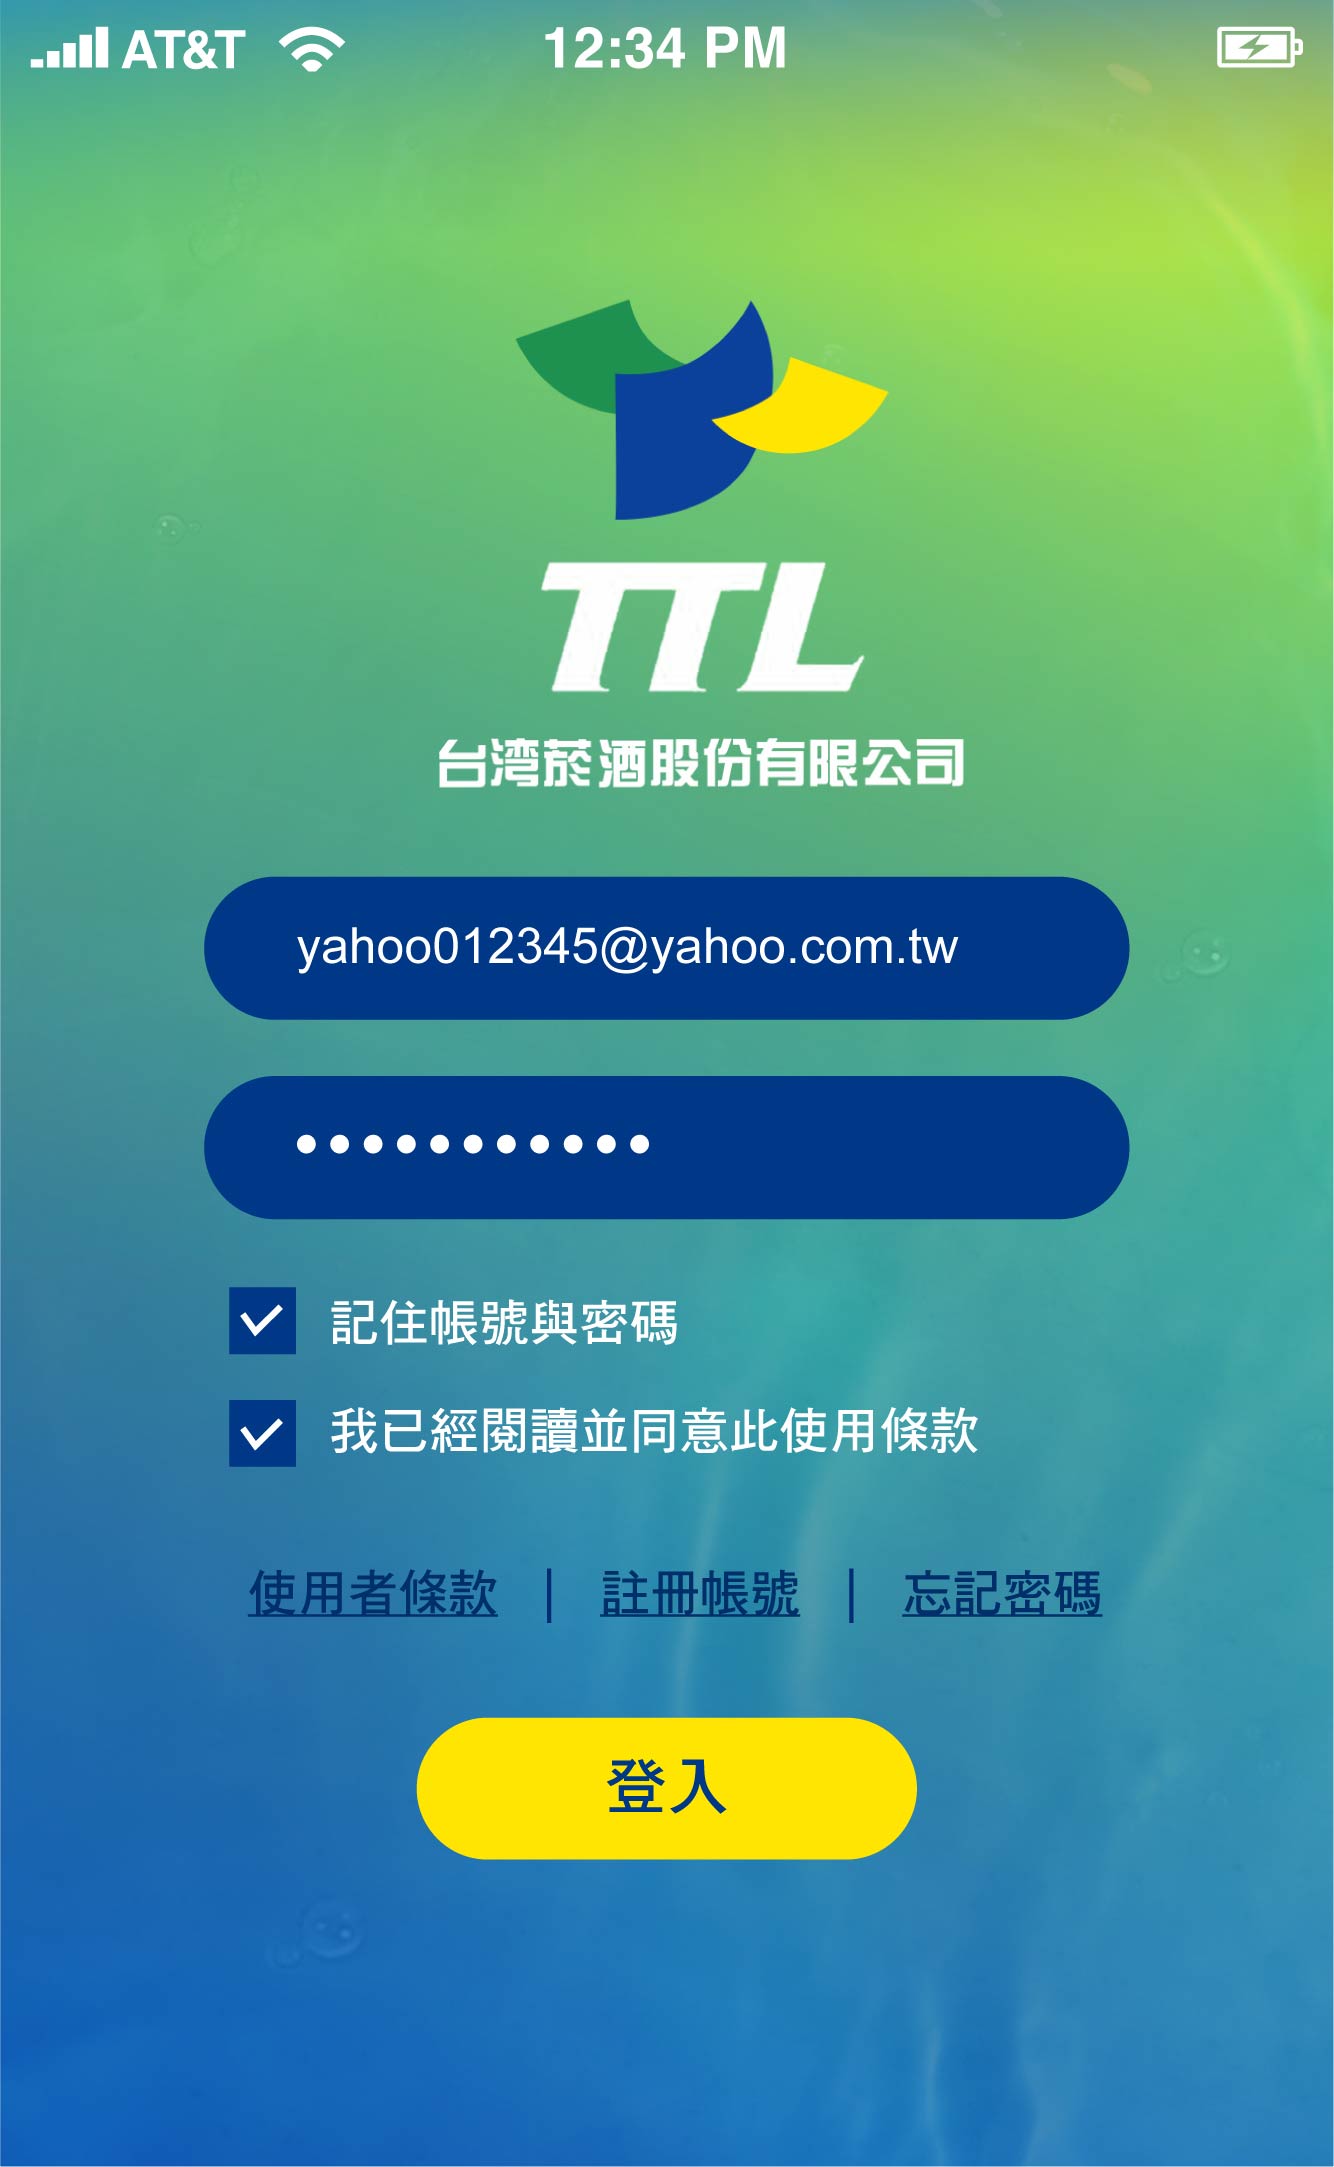 AT&T 12:34 PM
TTL
台湾菸酒股份有限公司
yahoo012345@yahoo.com.tw
•••••••••••
記住帳號與密碼
我已經閱讀並同意此使用條款
使用者條款 | 註冊帳號 | 忘記密碼
登入